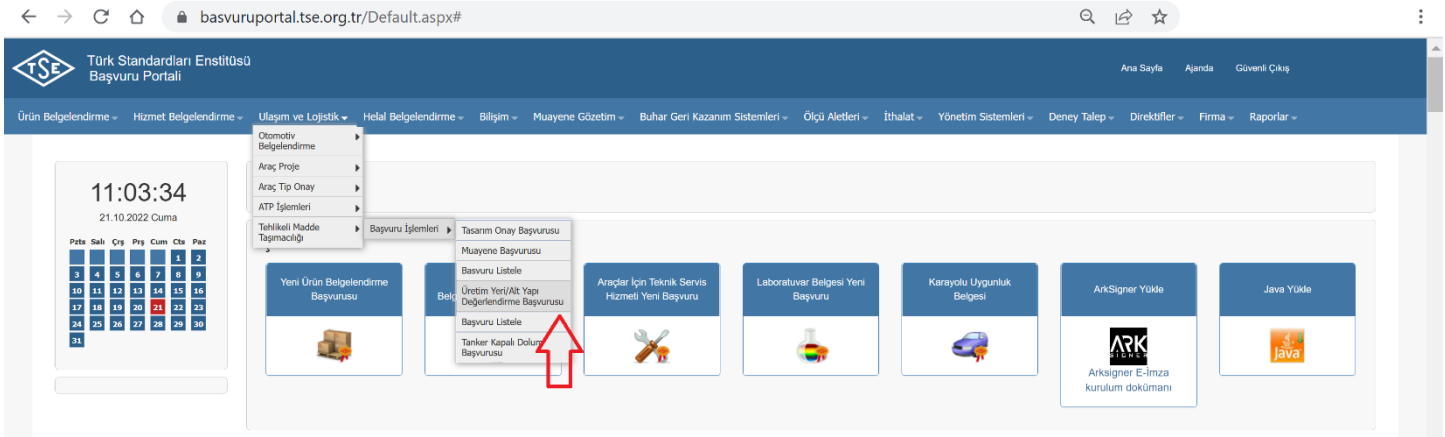 basvuruportal.tse.org.tr/Default.aspx#
TSE
Türk Standardları Enstitüsü
Başvuru Portali
Ana Sayfa Ajanda Güvenli Çıkış
Ürün Belgelendirme Hizmet Belgelendirme Ulaşım ve Lojistik Helal Belgelendirme Bilişim Muayene Gözetim Buhar Geri Kazanım Sistemleri Ölçü Aletleri İthalat Yönetim Sistemleri Deney Talep Direktifler Firma Raporlar
Otomotiv
Belgelendirme
Araç Proje
Araç Tip Onay
ATP İşlemleri
Tehlikeli Madde
Taşımacılığı
Başvuru İşlemleri
Tasarım Onay Başvurusu
Muayene Başvurusu
Basvuru Listele
Üretim Yeri/Alt Yapı
Değerlendirme Başvurusu
Başvuru Listele
Tanker Kapalı Dolum
Başvurusu
11:03:34
21.10.2022 Cuma
Pzts Salı Çrş Prş Cum Cts Paz
1 2
3 4 5 6 7 8 9
10 11 12 13 14 15 16
17 18 19 20 21 22 23
24 25 26 27 28 29 30
31
Yeni Ürün Belgelendirme
Başvurusu
Araçlar İçin Teknik Servis
Hizmeti Yeni Başvuru
Laboratuvar Belgesi Yeni
Başvuru
Karayolu Uygunluk
Belgesi
ArkSigner Yükle
ARK
SIGNER
Arksigner E-İmza
kurulum dokümanı
Java Yükle
Java